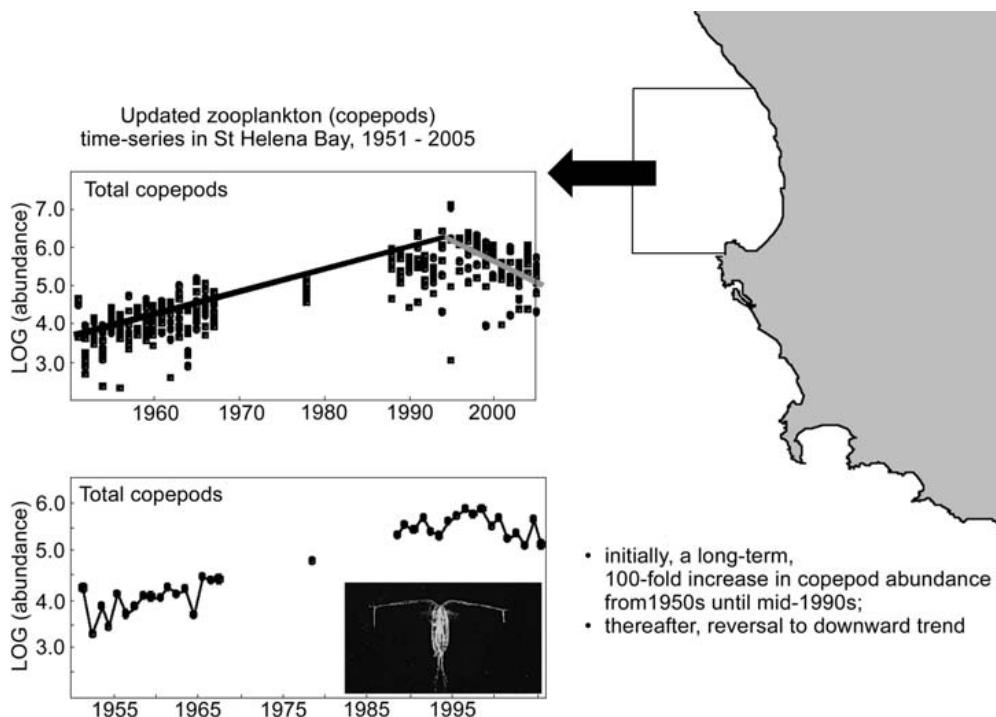 Updated zooplankton (copepods)
time-series in St Helena Bay, 1951 - 2005
Total copepods
LOG (abundance)
7.0
6.0
5.0
4.0
3.0
1960 1970 1980 1990 2000
Total copepods
LOG (abundance)
6.0
5.0
4.0
3.0
1955 1965 1975 1985 1995
• initially, a long-term,
100-fold increase in copepod abundance
from1950s until mid-1990s;
• thereafter, reversal to downward trend